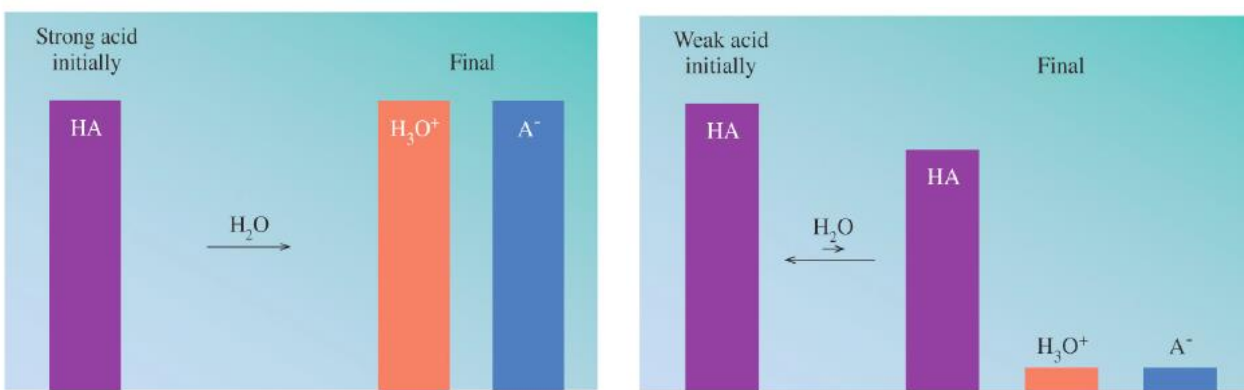 Strong acid
initially
Final
HA
H₃O⁺
A⁻
H₂O
Weak acid
initially
Final
HA
HA
H₂O
H₃O⁺
A⁻